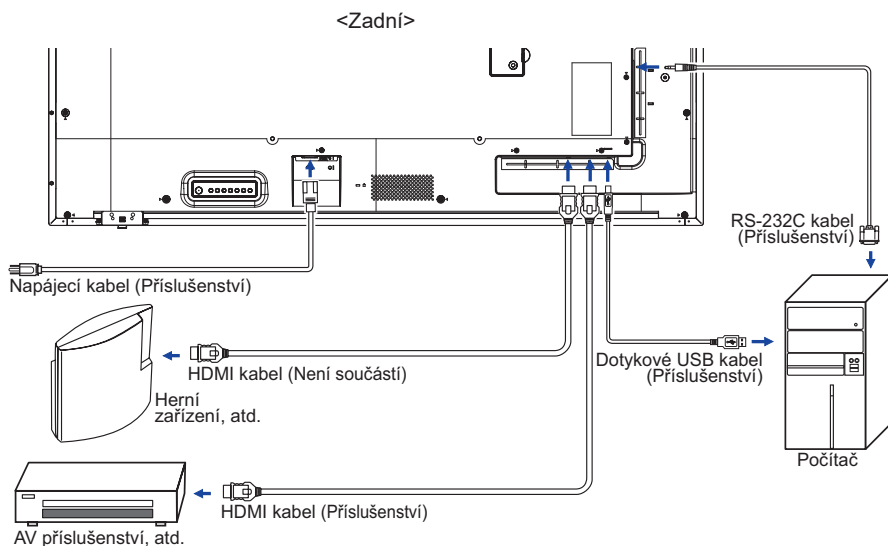 <Zadní>
RS-232C kabel
(Příslušenství)
Napájecí kabel (Příslušenství)
HDMI kabel (Není součástí)
Dotykové USB kabel
(Příslušenství)
Herní
zařízení, atd.
Počítač
HDMI kabel (Příslušenství)
AV příslušenství, atd.